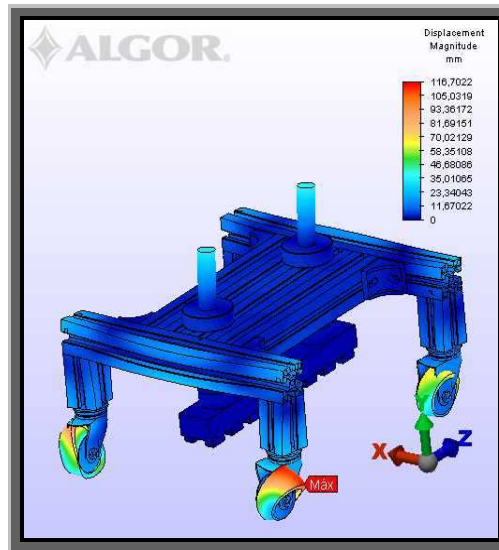 ALGOR®
Displacement
Magnitude
mm
116,7022
105,0319
93,36172
81,69151
70,02129
58,35108
46,68086
35,01065
23,34043
11,67022
0
Máx
X
Z